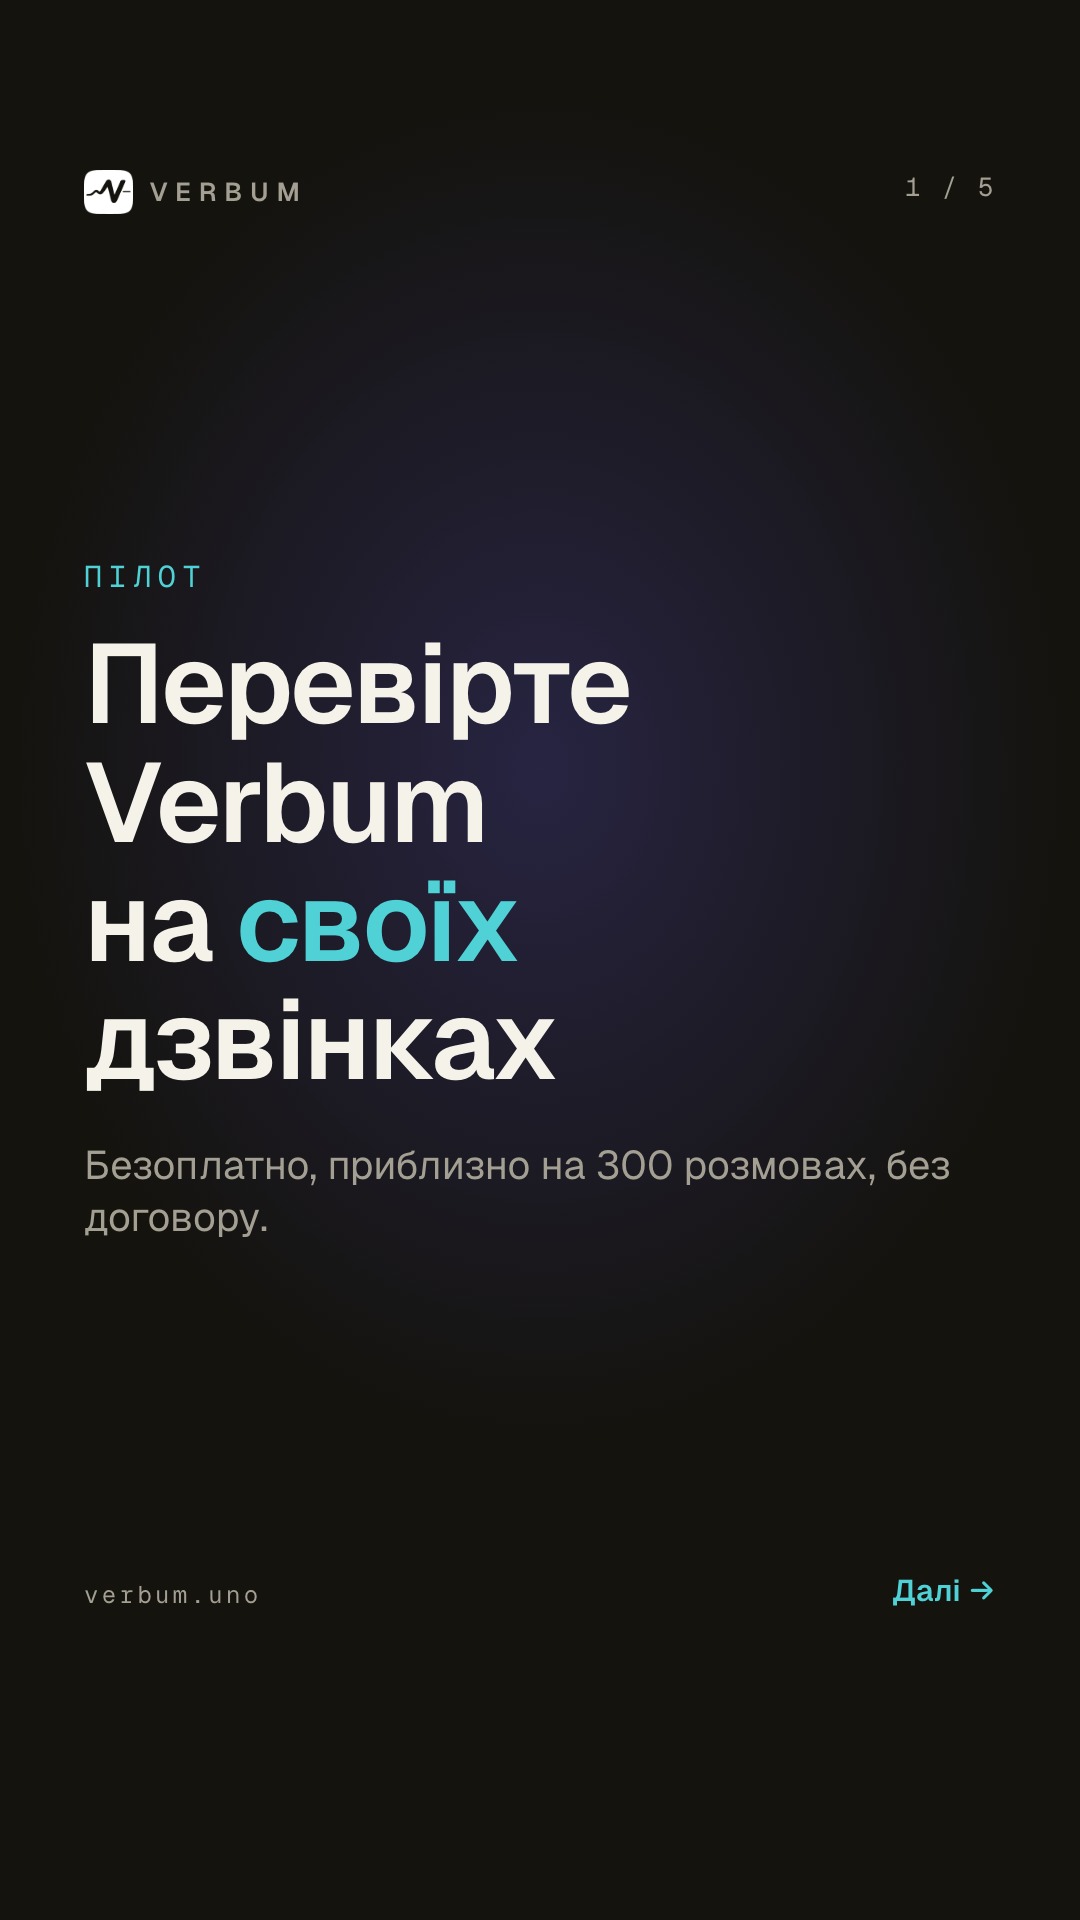 VERBUM
1 / 5
ПІЛОТ
Перевірте
Verbum
на своїх
дзвінках
Безоплатно, приблизно на 300 розмовах, без
договору.
verbum.uno
Далі →